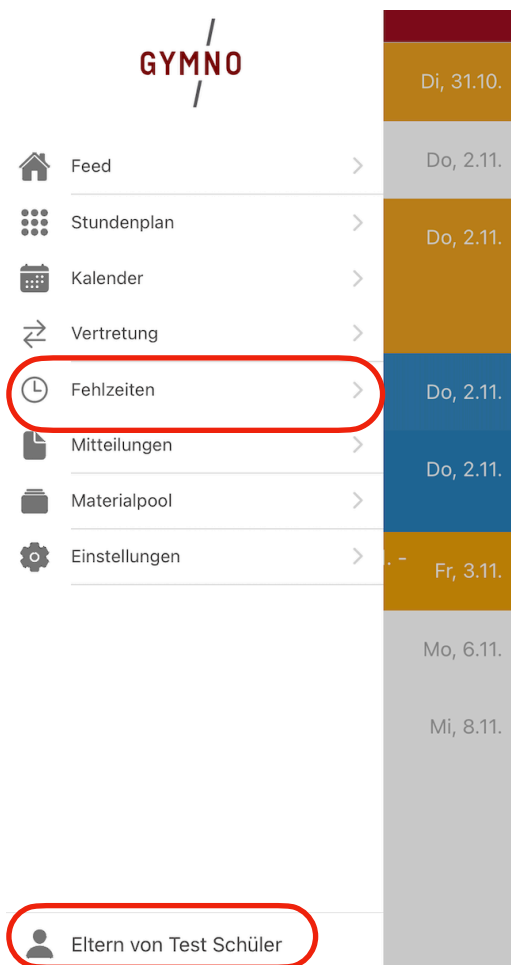 GYMNO
Di, 31.10.
Feed
Do, 2.11.
Stundenplan
Do, 2.11.
Kalender
Vertretung
Fehlzeiten
Do, 2.11.
Mitteilungen
Do, 2.11.
Materialpool
Einstellungen
. -
Fr, 3.11.
Mo, 6.11.
Mi, 8.11.
Eltern von Test Schüler